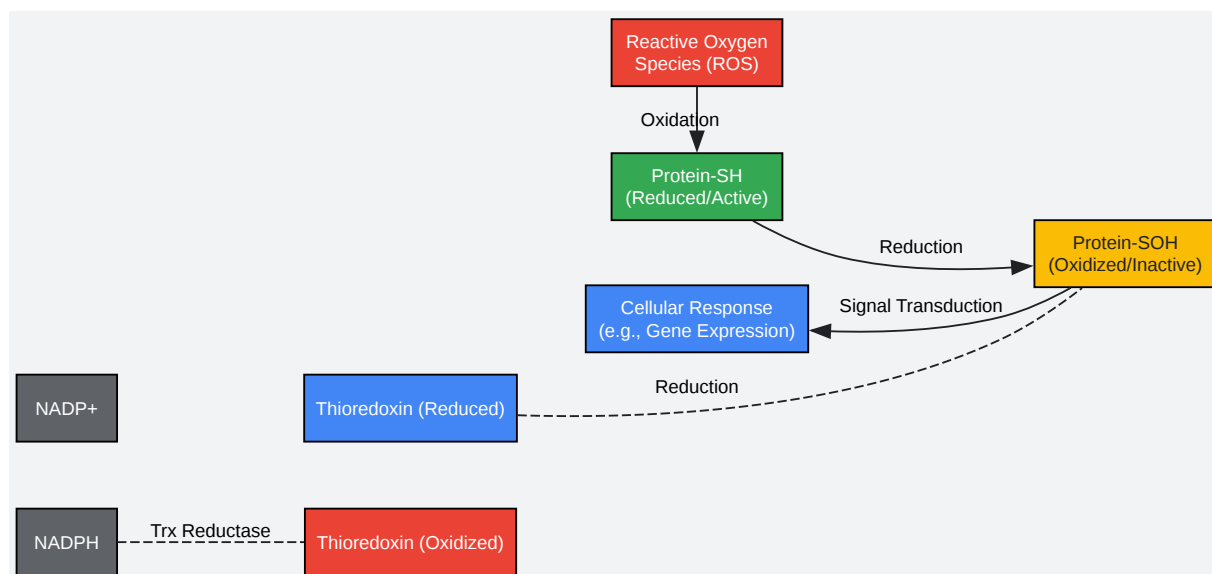 Reactive Oxygen
Species (ROS)
Oxidation
Protein-SH
(Reduced/Active)
Reduction
Protein-SOH
(Oxidized/Inactive)
Signal Transduction
Cellular Response
(e.g., Gene Expression)
Reduction
NADP+
Thioredoxin (Reduced)
NADPH
Trx Reductase
Thioredoxin (Oxidized)